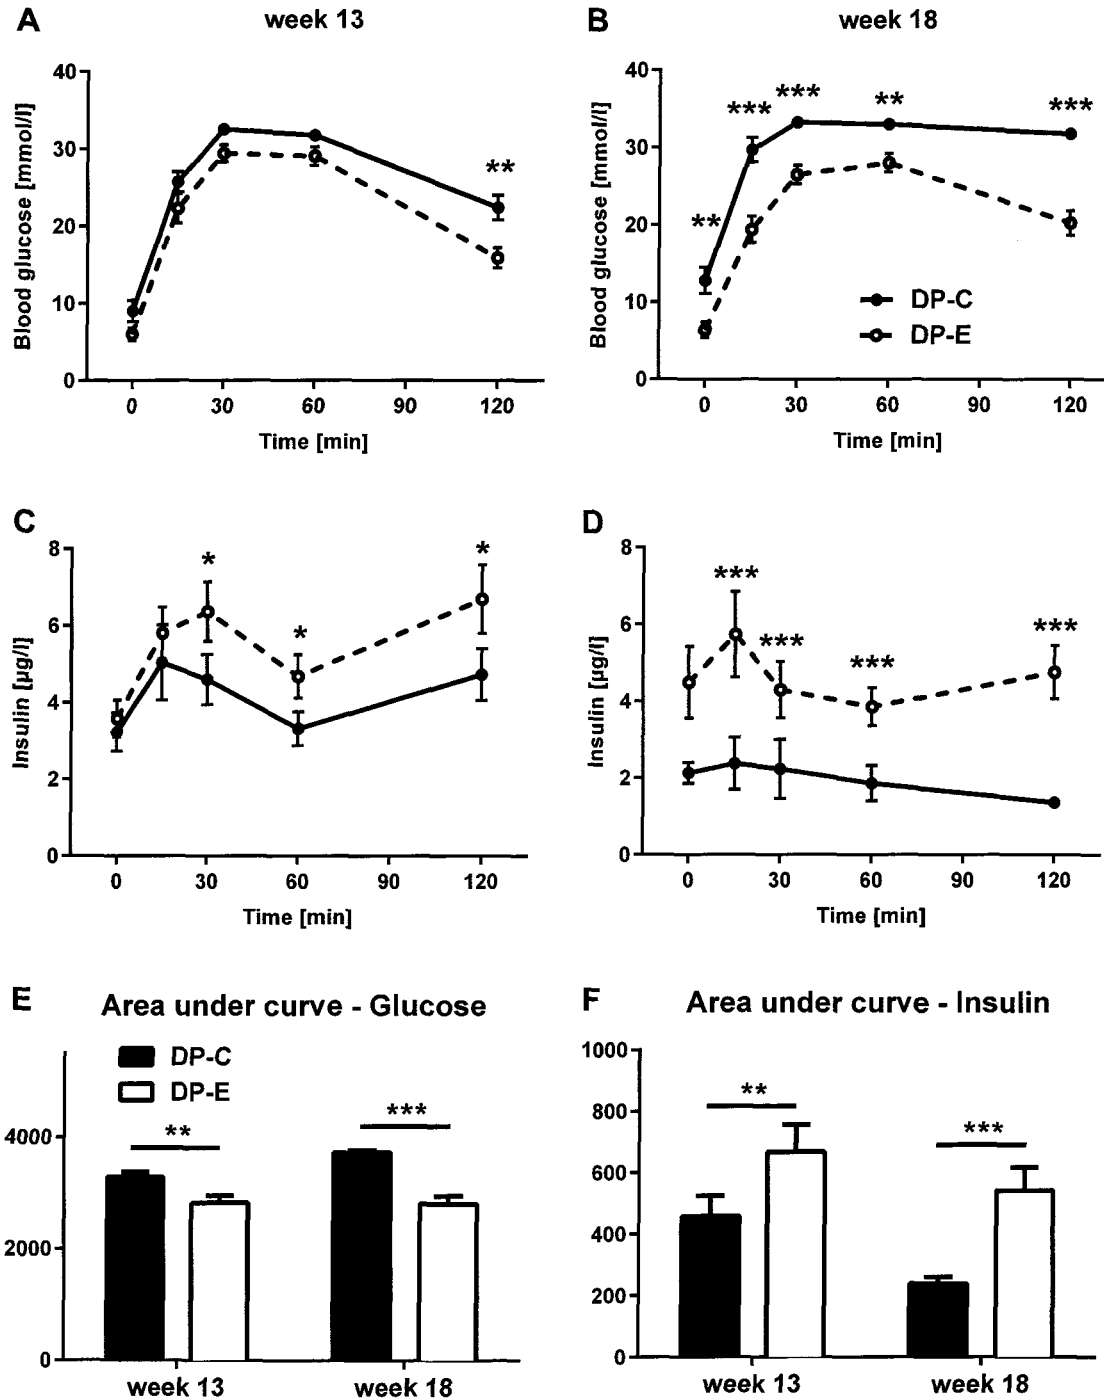 A week 13
B week 18
Blood glucose [mmol/l]
40
30
20
10
0
**
0 30 60 90 120
Time [min]
Blood glucose [mmol/l]
40
30
20
10
0
** *** *** ** ***
DP-C
DP-E
0 30 60 90 120
Time [min]
C
Insulin [µg/l]
8
6
4
2
0
* * *
0 30 60 90 120
Time [min]
D
Insulin [µg/l]
8
6
4
2
0
*** *** *** ***
0 30 60 90 120
Time [min]
E Area under curve - Glucose
DP-C
DP-E
4000
2000
0
** ***
week 13 week 18
F Area under curve - Insulin
1000
800
600
400
200
0
** ***
week 13 week 18